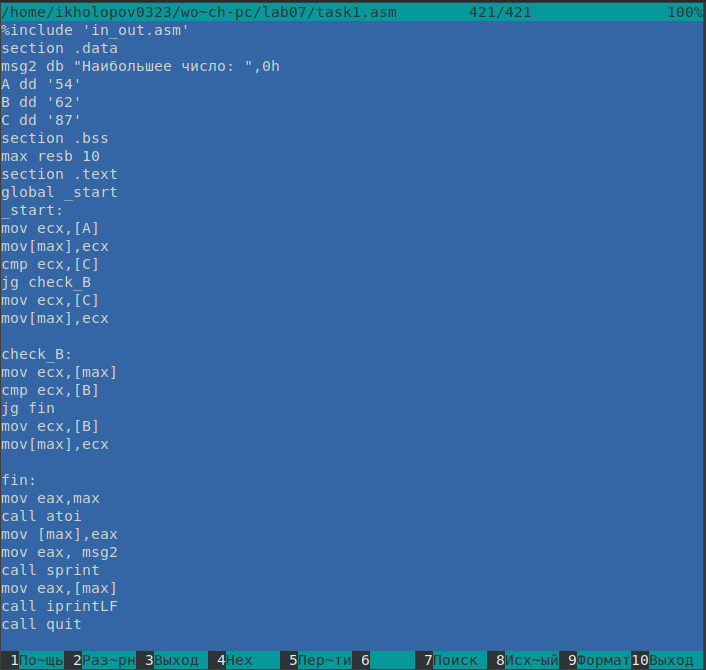 /home/ikholopov0323/wo~ch-pc/lab07/task1.asm 421/421 100%
%include 'in_out.asm'
section .data
msg2 db "Наибольшее число: ",0h
A dd '54'
B dd '62'
C dd '87'
section .bss
max resb 10
section .text
global _start
_start:
mov ecx,[A]
mov[max],ecx
cmp ecx,[C]
jg check_B
mov ecx,[C]
mov[max],ecx
check_B:
mov ecx,[max]
cmp ecx,[B]
jg fin
mov ecx,[B]
mov[max],ecx
fin:
mov eax,max
call atoi
mov [max],eax
mov eax, msg2
call sprint
mov eax,[max]
call iprintLF
call quit
1По~щь 2Раз~рн 3Выход 4Hex 5Пер~ти 6 7Поиск 8Исх~ый 9Формат 10Выход